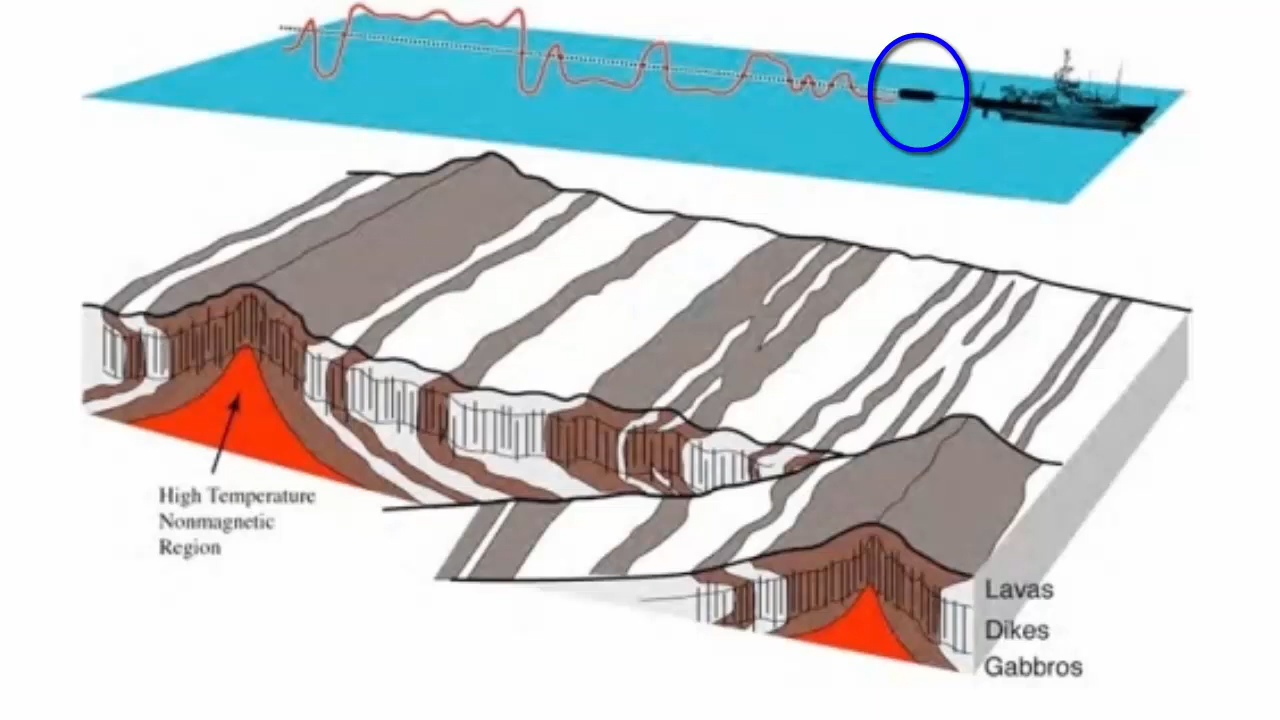 High Temperature
Nonmagnetic
Region
Lavas
Dikes
Gabbros